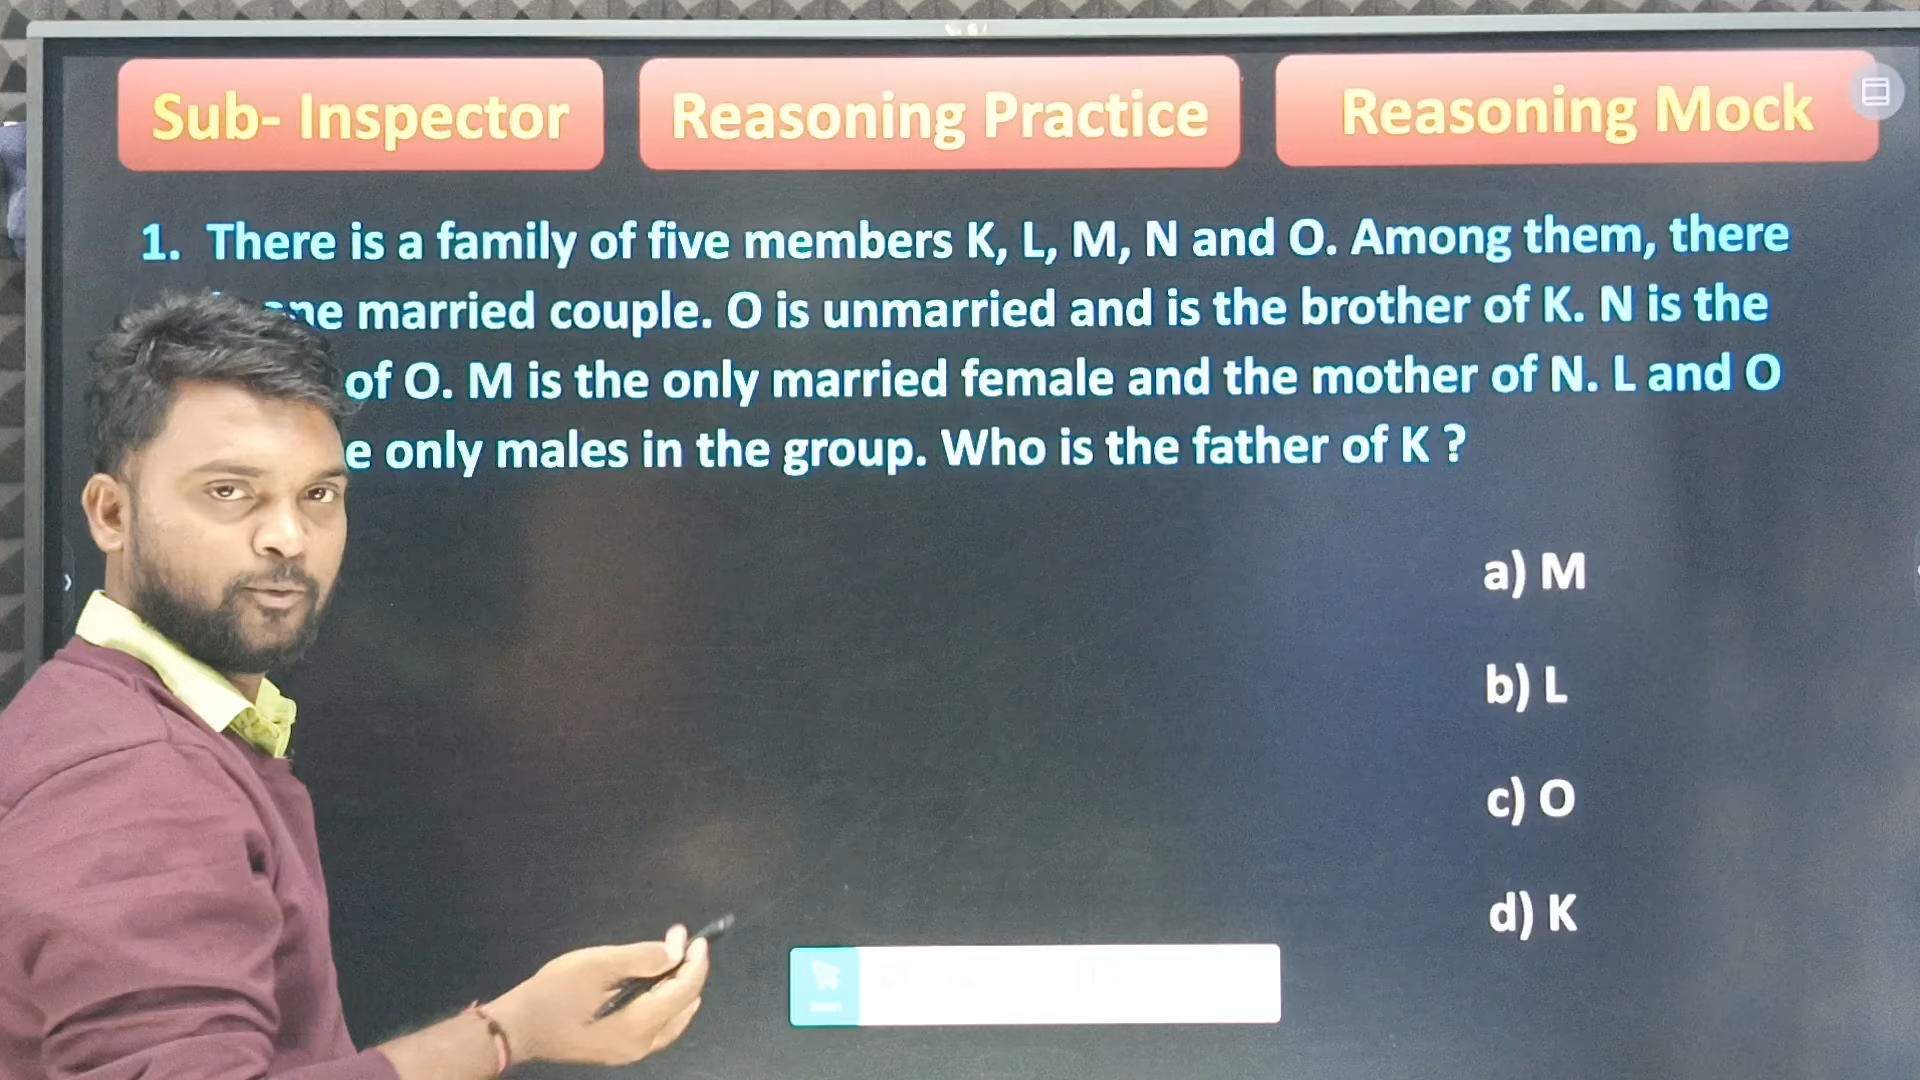 Sub- Inspector
Reasoning Practice
Reasoning Mock
1. There is a family of five members K, L, M, N and O. Among them, there
married couple. O is unmarried and is the brother of K. N is the
of O. M is the only married female and the mother of N. L and O
only males in the group. Who is the father of K ?
a) M
b) L
c) O
d) K